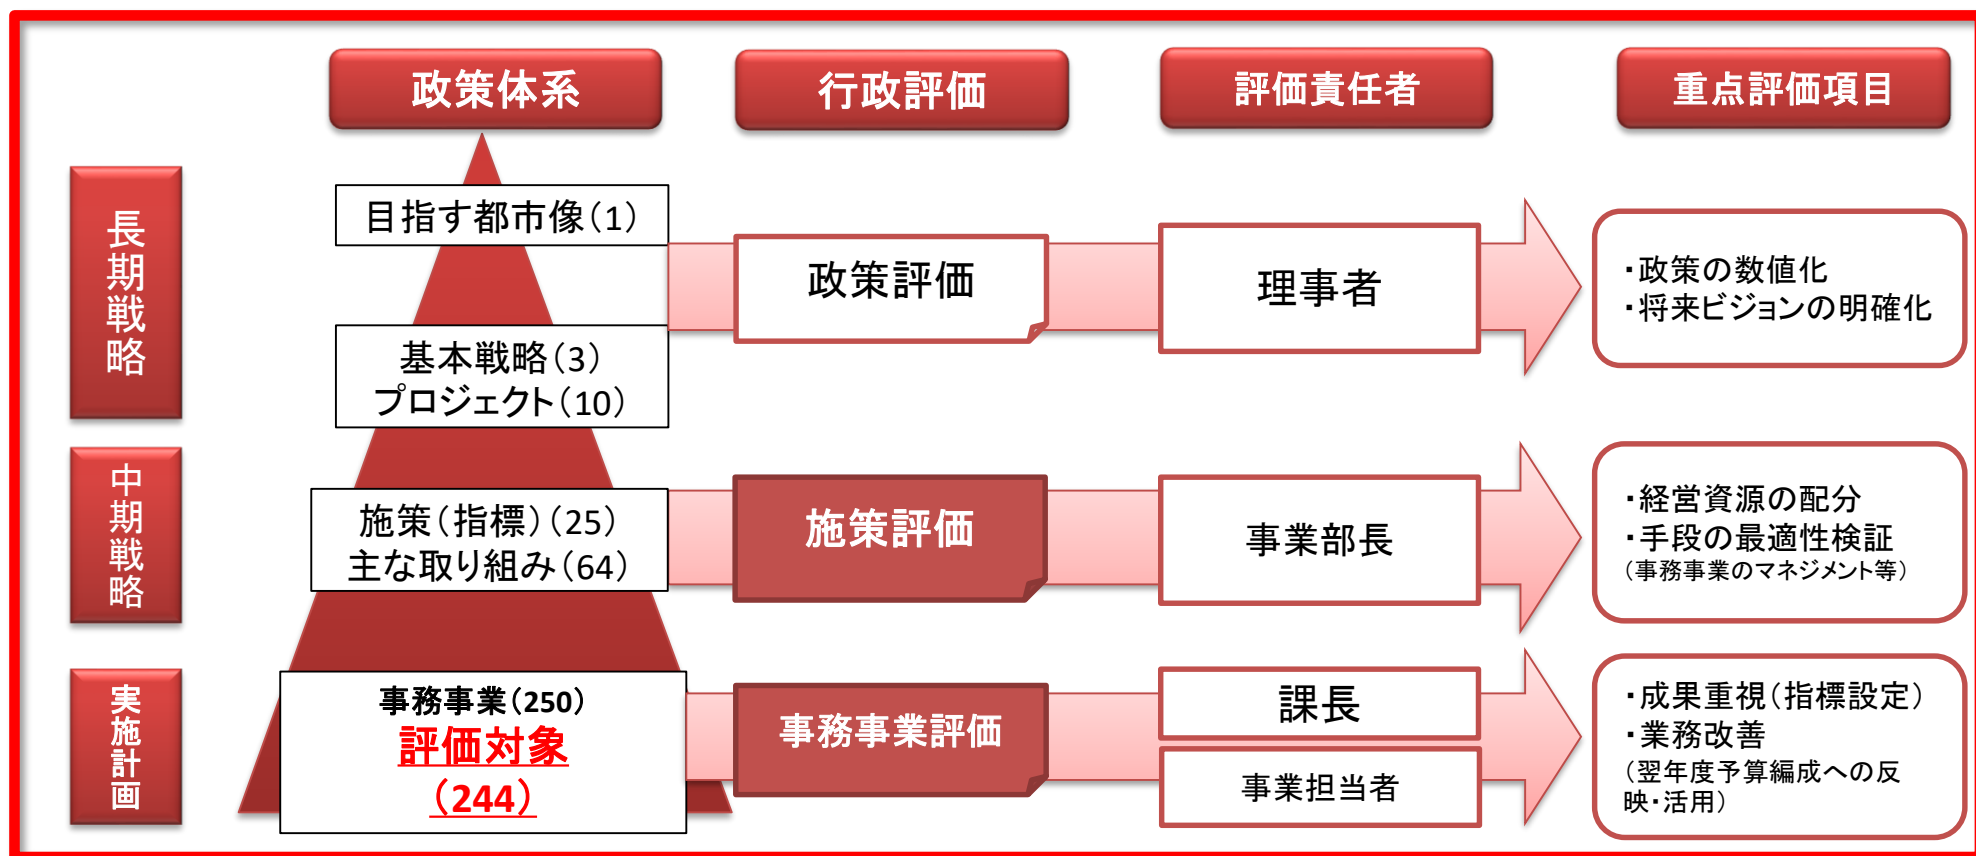 政策体系
行政評価
評価責任者
重点評価項目
長期戦略
目指す都市像(1)
基本戦略(3)
プロジェクト(10)
政策評価
理事者
・政策の数値化
・将来ビジョンの明確化
中期戦略
施策(指標)(25)
主な取り組み(64)
施策評価
事業部長
・経営資源の配分
・手段の最適性検証
(事務事業のマネジメント等)
実施計画
事務事業(250)
評価対象
(244)
事務事業評価
課長
事業担当者
・成果重視(指標設定)
・業務改善
(翌年度予算編成への反
映・活用)